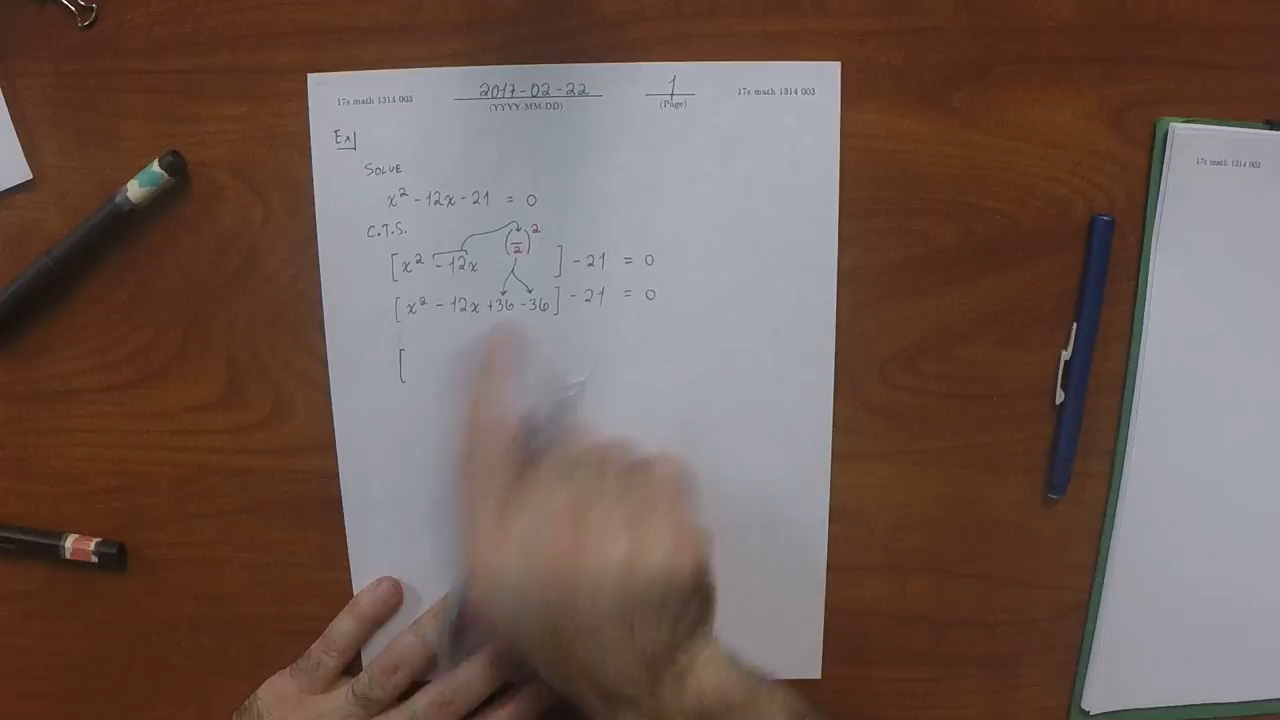 17s math 1314 003 2017-02-22 1 17s math 1314 003
(YYYY-MM-DD) (Page)
Ex
SOLVE
x² - 12x - 21 = 0
C.T.S.
(—/2)²
[x² - 12x ] - 21 = 0
[x² - 12x + 36 - 36] - 21 = 0
[
17s math 1314 003